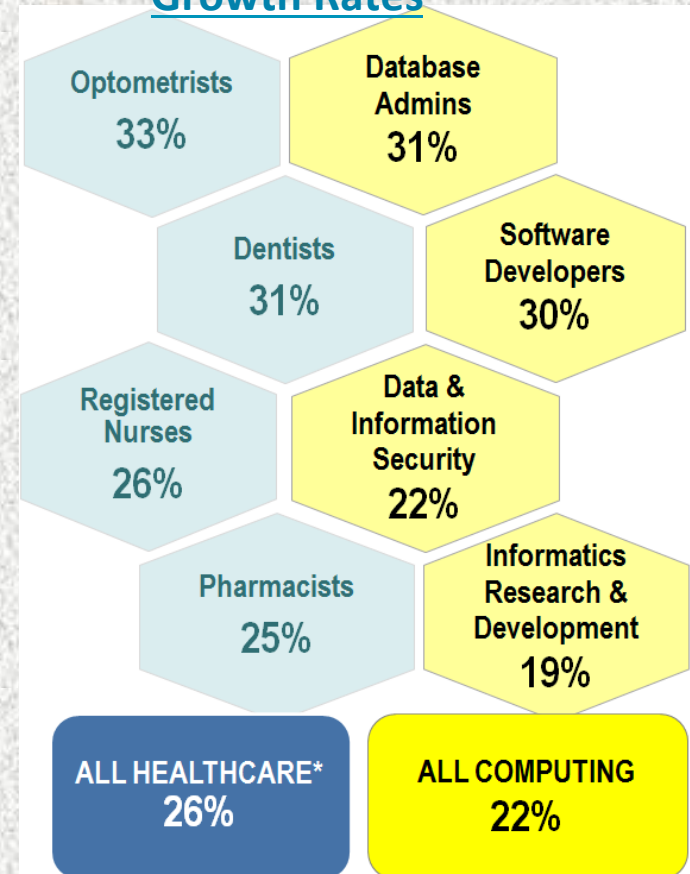 Growth Rates
Optometrists
33%
Database
Admins
31%
Dentists
31%
Software
Developers
30%
Registered
Nurses
26%
Data &
Information
Security
22%
Pharmacists
25%
Informatics
Research &
Development
19%
ALL HEALTHCARE*
26%
ALL COMPUTING
22%